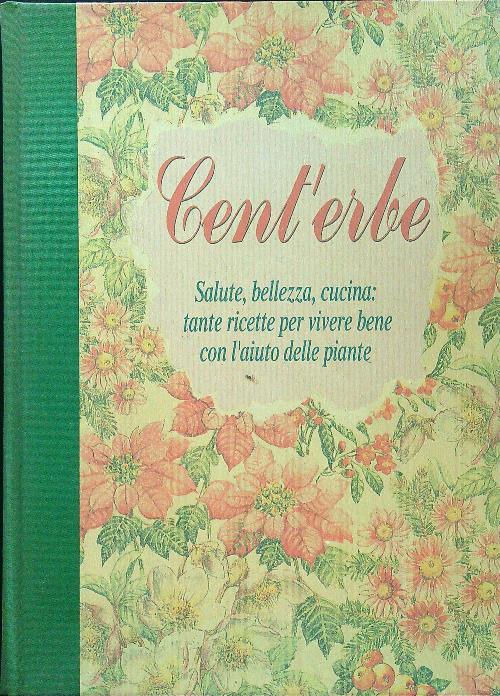 Cent'erbe
Salute, bellezza, cucina:
tante ricette per vivere bene
con l'aiuto delle piante